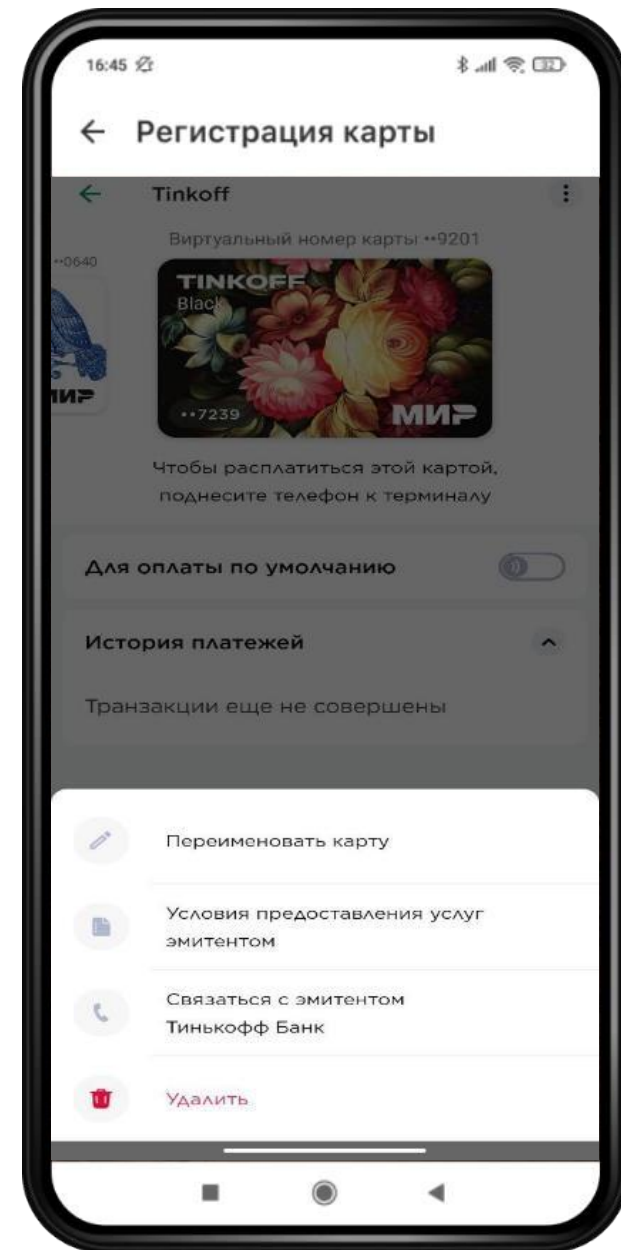 16:45
32
Регистрация карты
Tinkoff
Виртуальный номер карты ··9201
··0640
TINKOFF
Black
··7239
МИР
МИР
Чтобы расплатиться этой картой,
поднесите телефон к терминалу
Для оплаты по умолчанию
История платежей
Транзакции еще не совершены
Переименовать карту
Условия предоставления услуг
эмитентом
Связаться с эмитентом
Тинькофф Банк
Удалить